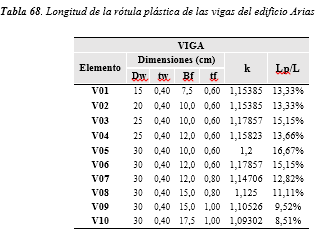 Tabla 68. Longitud de la rótula plástica de las vigas del edificio Arias
VIGA
Elemento Dimensiones (cm) k Lp/L
Dw tw Bf tf
V01 15 0,40 7,5 0,60 1,15385 13,33%
V02 20 0,40 10,0 0,60 1,15385 13,33%
V03 25 0,40 10,0 0,60 1,17857 15,15%
V04 25 0,40 12,0 0,60 1,15823 13,66%
V05 30 0,40 10,0 0,60 1,2 16,67%
V06 30 0,40 12,0 0,60 1,17857 15,15%
V07 30 0,40 12,0 0,80 1,14706 12,82%
V08 30 0,40 15,0 0,80 1,125 11,11%
V09 30 0,40 15,0 1,00 1,10526 9,52%
V10 30 0,40 17,5 1,00 1,09302 8,51%